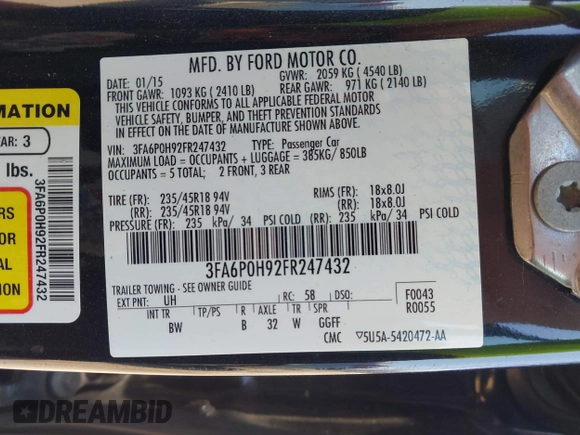 MFD. BY FORD MOTOR CO.
DATE: 01/15 GVWR: 2059 KG (4540 LB)
FRONT GAWR: 1093 KG (2410 LB) REAR GAWR: 971 KG (2140 LB)
THIS VEHICLE CONFORMS TO ALL APPLICABLE FEDERAL MOTOR
VEHICLE SAFETY, BUMPER, AND THEFT PREVENTION STANDARDS
IN EFFECT ON THE DATE OF MANUFACTURE SHOWN ABOVE.
VIN: 3FA6P0H92FR247432 TYPE: Passenger Car
MAXIMUM LOAD = OCCUPANTS + LUGGAGE = 385KG/850LB
OCCUPANTS = 5 TOTAL; 2 FRONT, 3 REAR
TIRE (FR): 235/45R18 94V RIMS (FR): 18x8.0J
(RR): 235/45R18 94V (RR): 18x8.0J
PRESSURE (FR): 235 kPa/ 34 PSI COLD (RR): 235 kPa/ 34 PSI COLD
3FA6P0H92FR247432
TRAILER TOWING - SEE OWNER GUIDE
EXT PNT: UH RC: 58 DSO: F0043
INT TR TP/PS R AXLE TR SPR R0055
BW B 32 W GGFF
CMC ▽5U5A-5420472-AA
MATION
AR: 3
lbs.
RS
OR
AL
ION
3FA6P0H92FR247432
DREAMBID